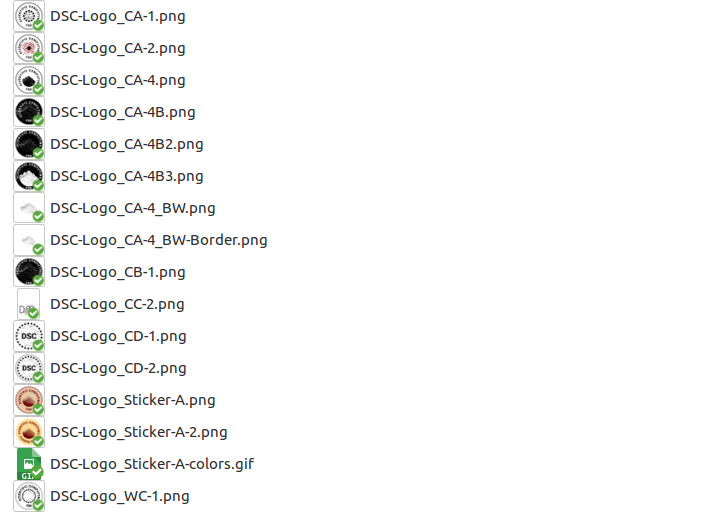 DSC-Logo_CA-1.png
DSC-Logo_CA-2.png
DSC-Logo_CA-4.png
DSC-Logo_CA-4B.png
DSC-Logo_CA-4B2.png
DSC-Logo_CA-4B3.png
DSC-Logo_CA-4_BW.png
DSC-Logo_CA-4_BW-Border.png
DSC-Logo_CB-1.png
DSC-Logo_CC-2.png
DSC
DSC-Logo_CD-1.png
DSC
DSC-Logo_CD-2.png
DSC-Logo_Sticker-A.png
DSC-Logo_Sticker-A-2.png
DSC-Logo_Sticker-A-colors.gif
DSC-Logo_WC-1.png